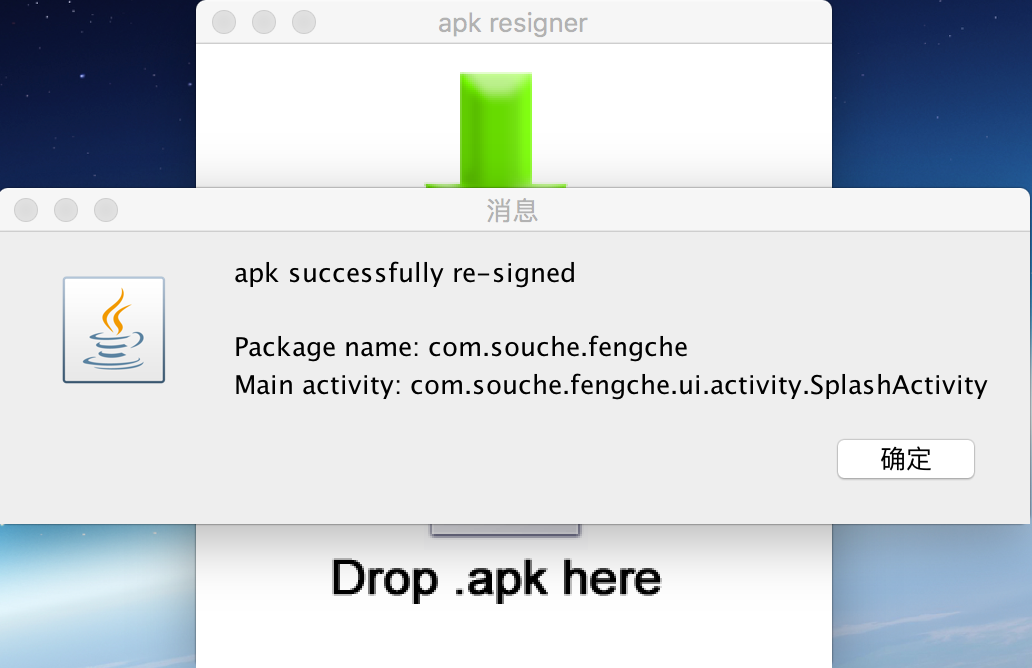 apk resigner
消息
apk successfully re-signed
Package name: com.souche.fengche
Main activity: com.souche.fengche.ui.activity.SplashActivity
确定
Drop .apk here